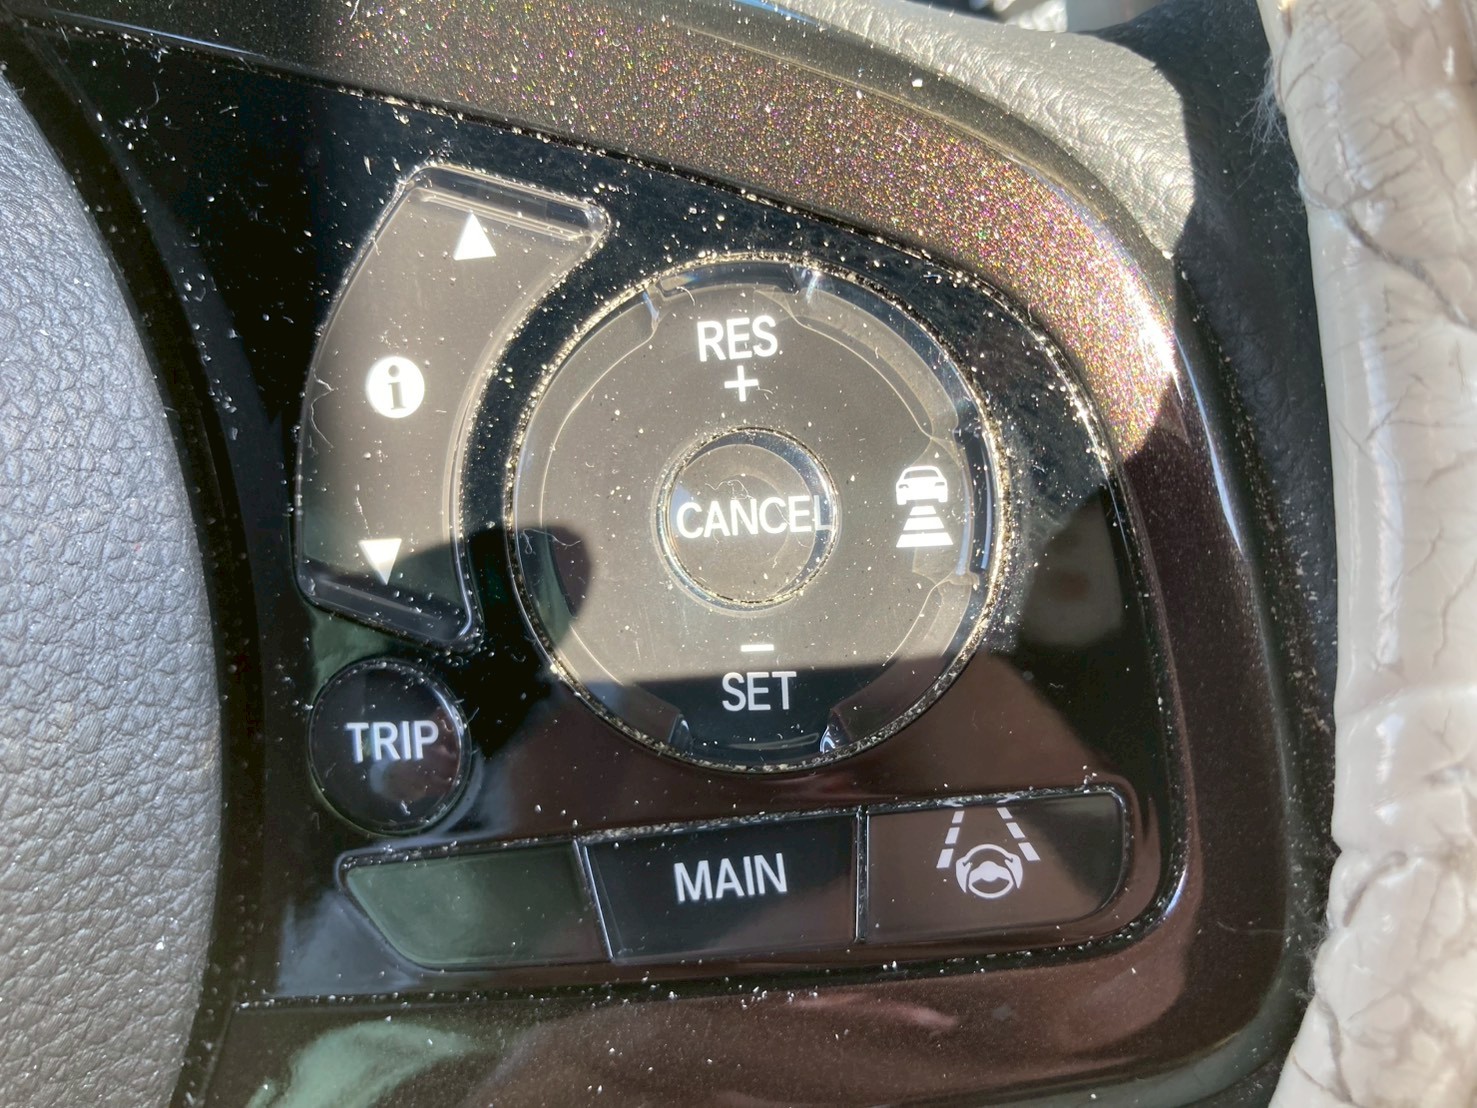 i
RES
+
CANCEL
–
SET
TRIP
MAIN